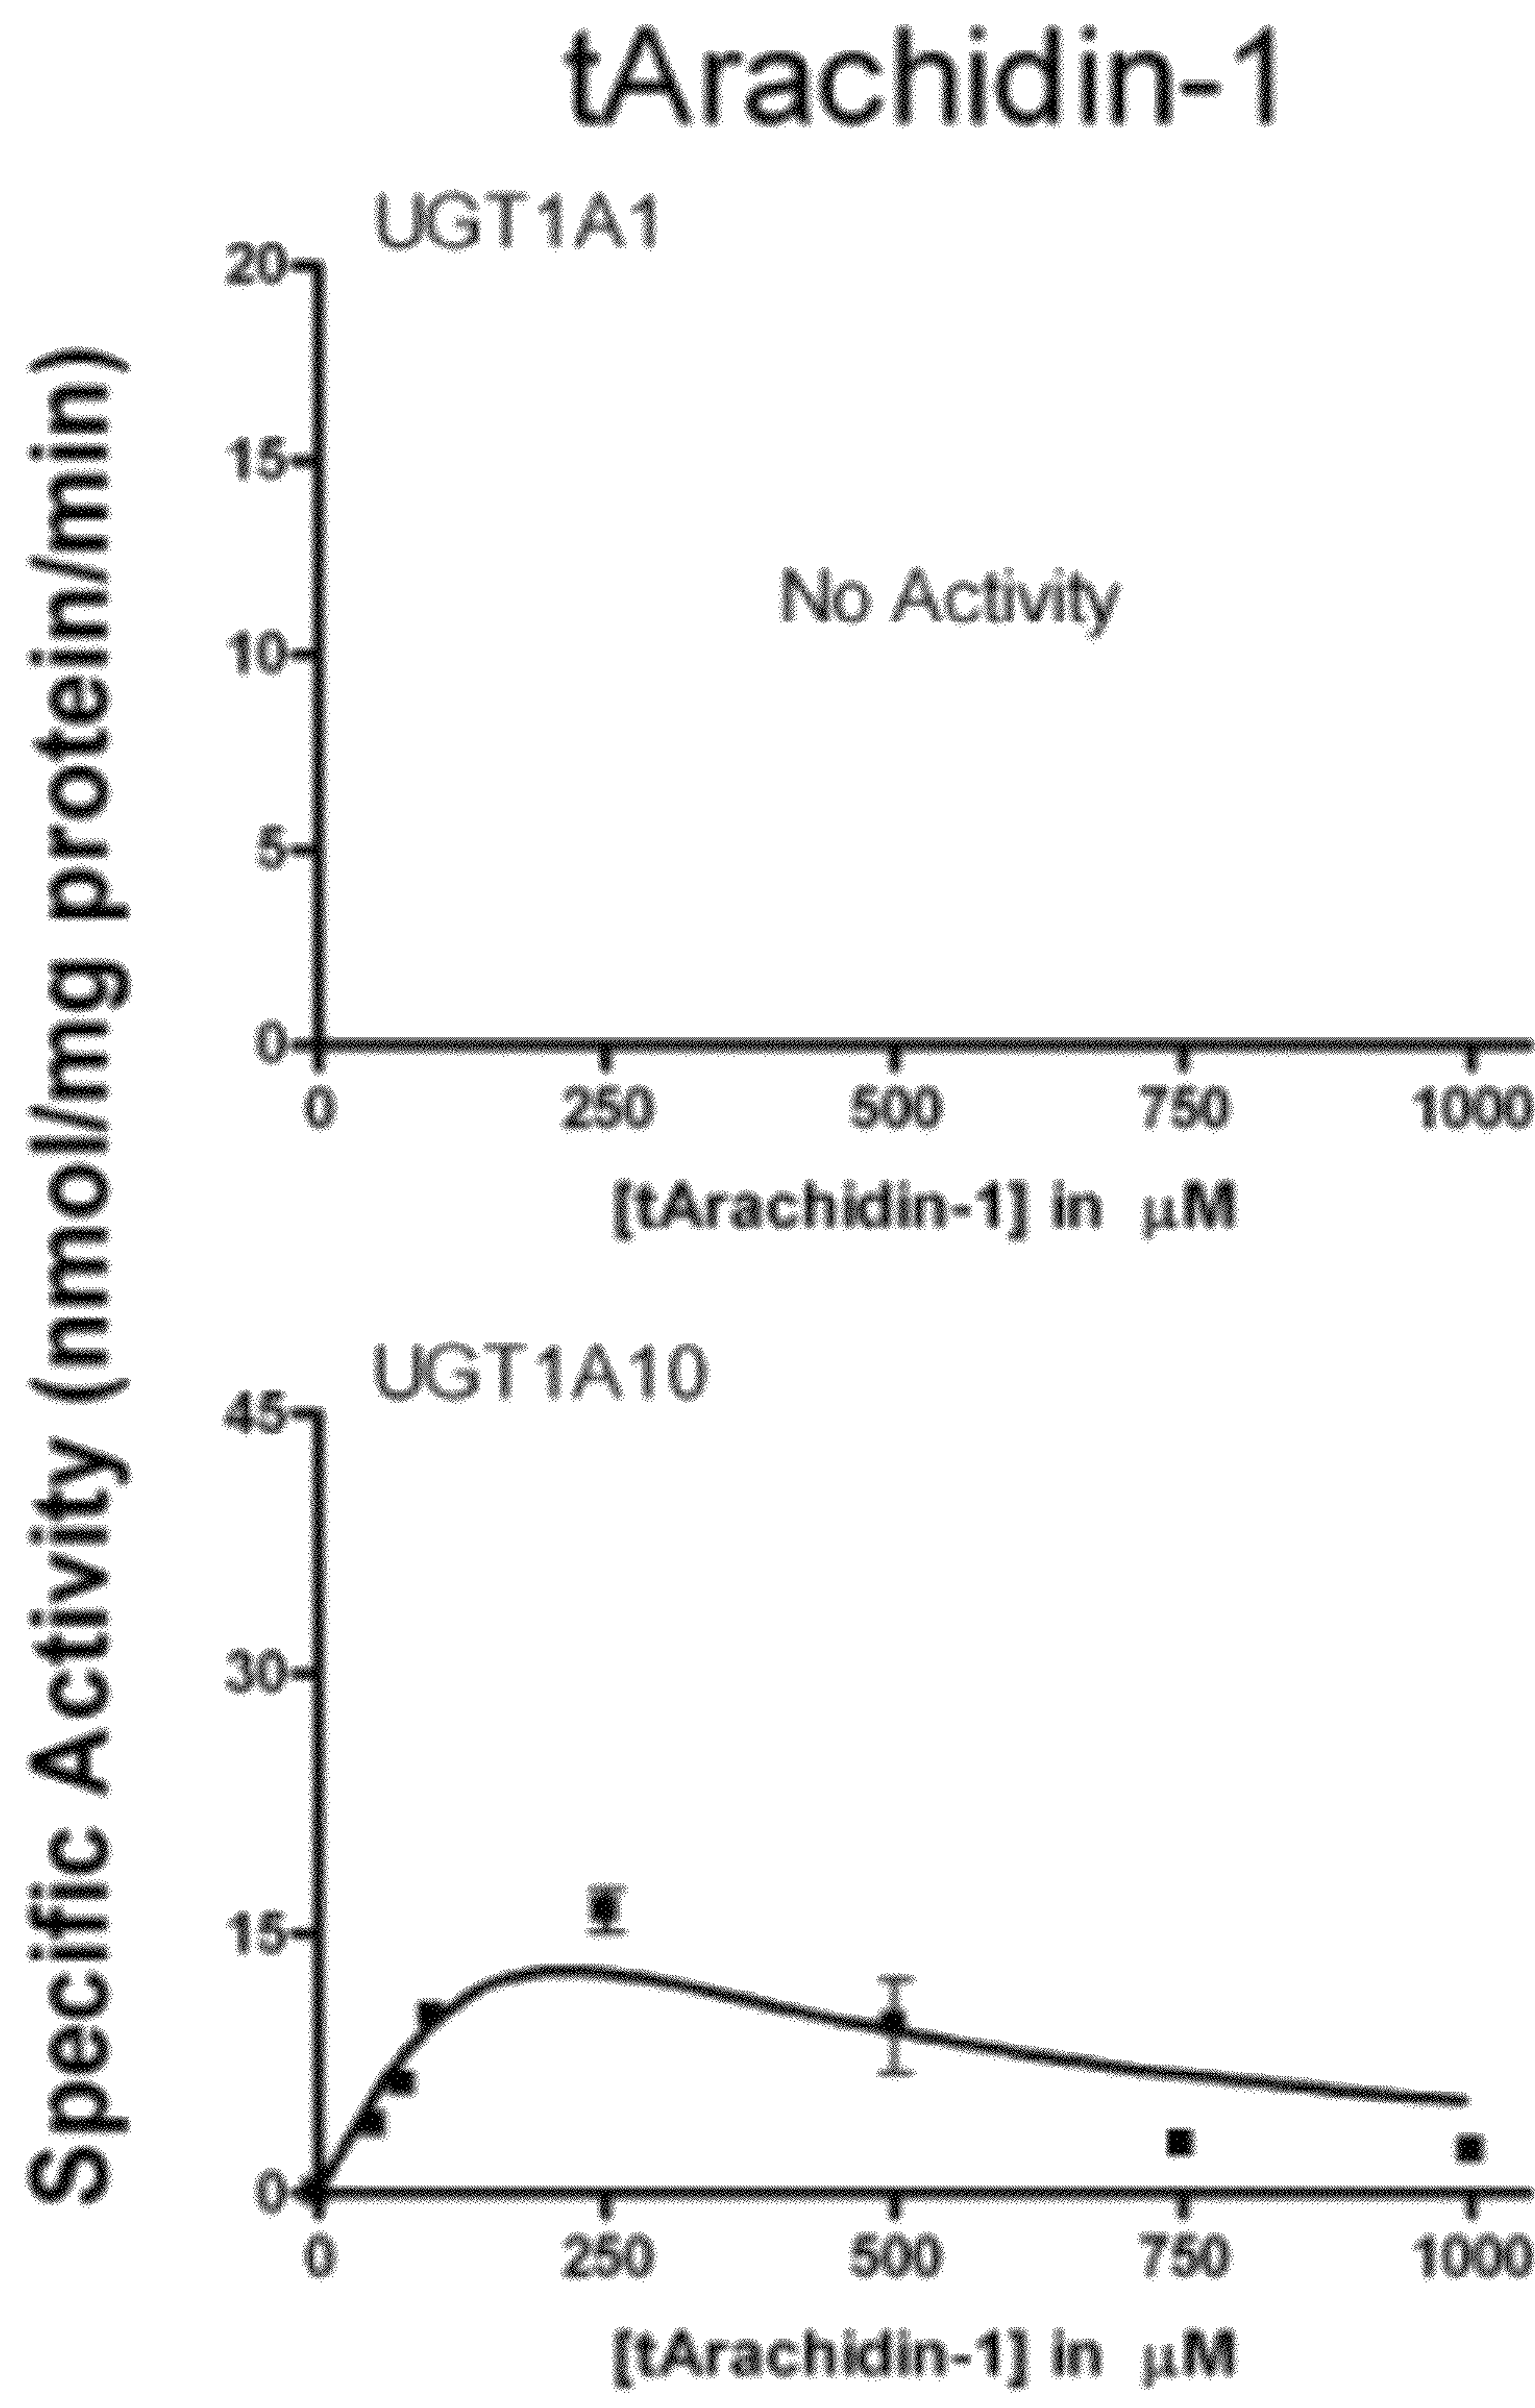 tArachidin-1
Specific Activity (nmol/mg protein/min)
UGT1A1
20
15
10
5
0
No Activity
0 250 500 750 1000
[tArachidin-1] in μM
UGT1A10
45
30
15
0
0 250 500 750 1000
[tArachidin-1] in μM